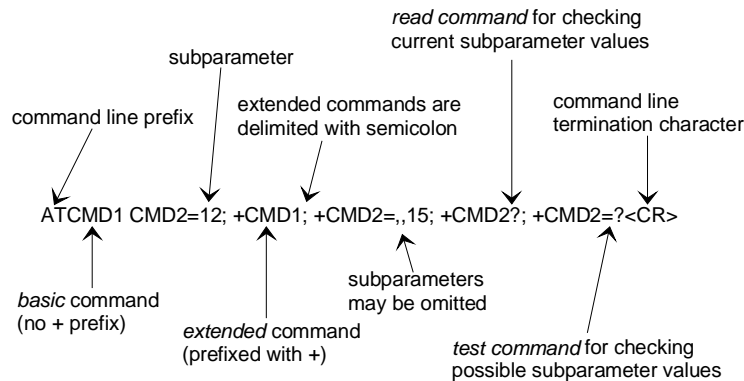 read command for checking
current subparameter values
subparameter
extended commands are
delimited with semicolon
command line
termination character
command line prefix
ATCMD1 CMD2=12; +CMD1; +CMD2=,,15; +CMD2?; +CMD2=?<CR>
basic command
(no + prefix)
extended command
(prefixed with +)
subparameters
may be omitted
test command for checking
possible subparameter values